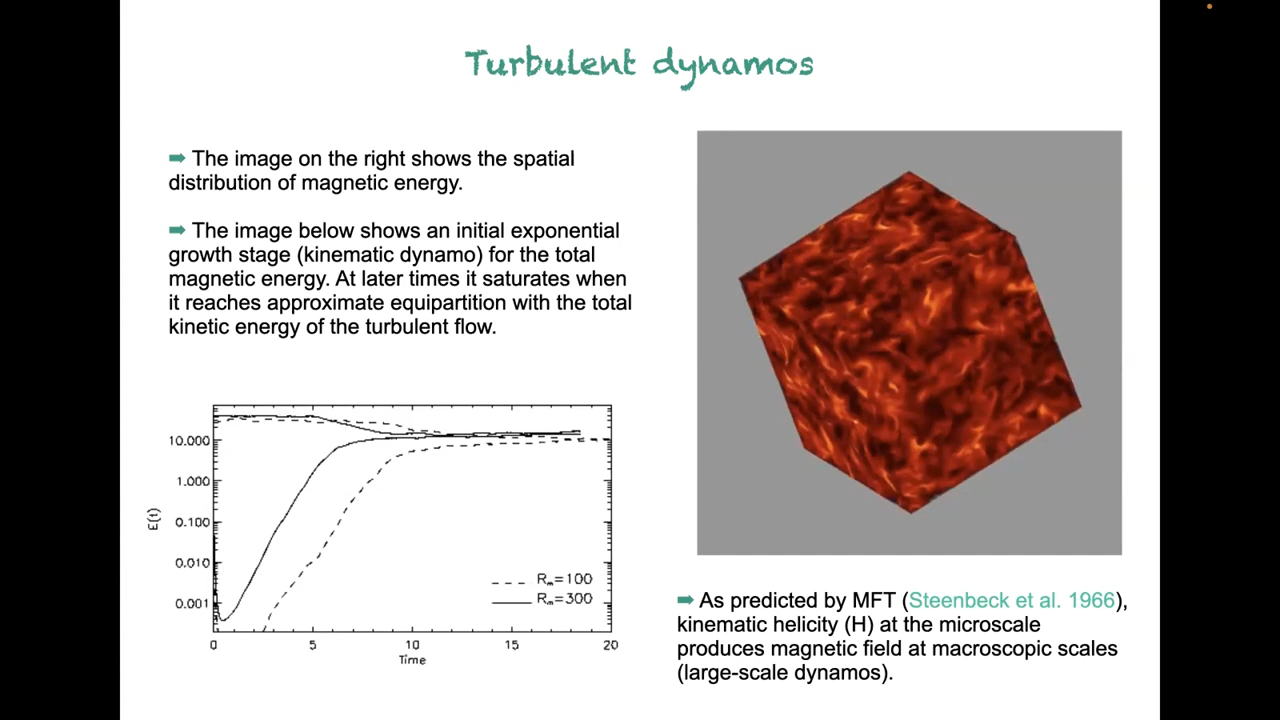 Turbulent dynamos
➡ The image on the right shows the spatial
distribution of magnetic energy.
➡ The image below shows an initial exponential
growth stage (kinematic dynamo) for the total
magnetic energy. At later times it saturates when
it reaches approximate equipartition with the total
kinetic energy of the turbulent flow.
10.000
1.000
0.100
0.010
0.001
E(t)
Rm=100
Rm=300
0 5 10 15 20
Time
➡ As predicted by MFT (Steenbeck et al. 1966),
kinematic helicity (H) at the microscale
produces magnetic field at macroscopic scales
(large-scale dynamos).